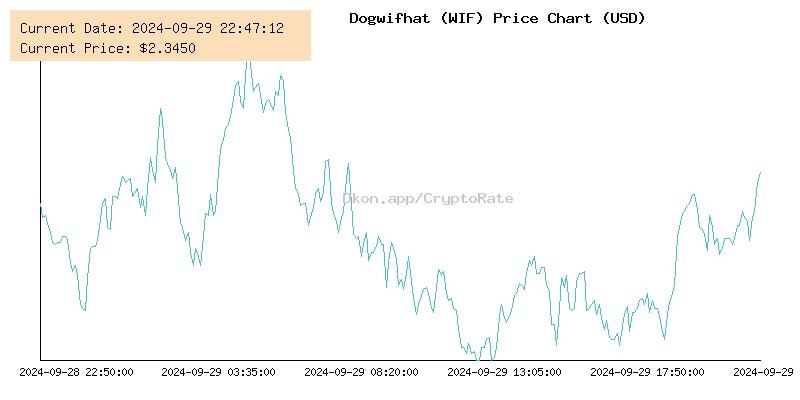 Dogwifhat (WIF) Price Chart (USD)
Current Date: 2024-09-29 22:47:12
Current Price: $2.3450
Okon.app/CryptoRate
2024-09-28 22:50:00
2024-09-29 03:35:00
2024-09-29 08:20:00
2024-09-29 13:05:00
2024-09-29 17:50:00
2024-09-29